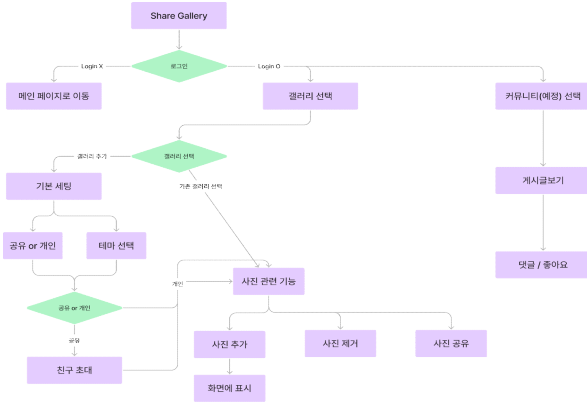 Share Gallery
Login X
로그인
Login O
메인 페이지로 이동
갤러리 선택
커뮤니티(예정) 선택
갤러리 추가
갤러리 선택
기본 세팅
기존 갤러리 선택
게시글보기
공유 or 개인
테마 선택
댓글 / 좋아요
개인
사진 관련 기능
공유 or 개인
공유
사진 추가
사진 제거
사진 공유
친구 초대
화면에 표시